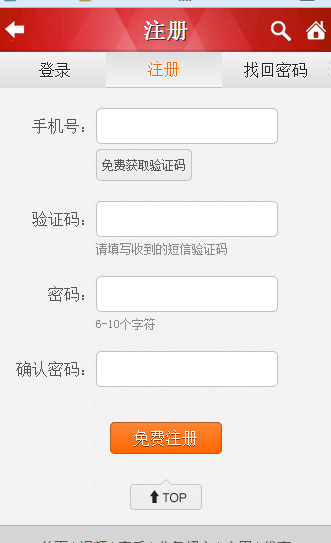 注册
登录 注册 找回密码
手机号：
免费获取验证码
验证码：
请填写收到的短信验证码
密码：
6-10个字符
确认密码：
免费注册
TOP